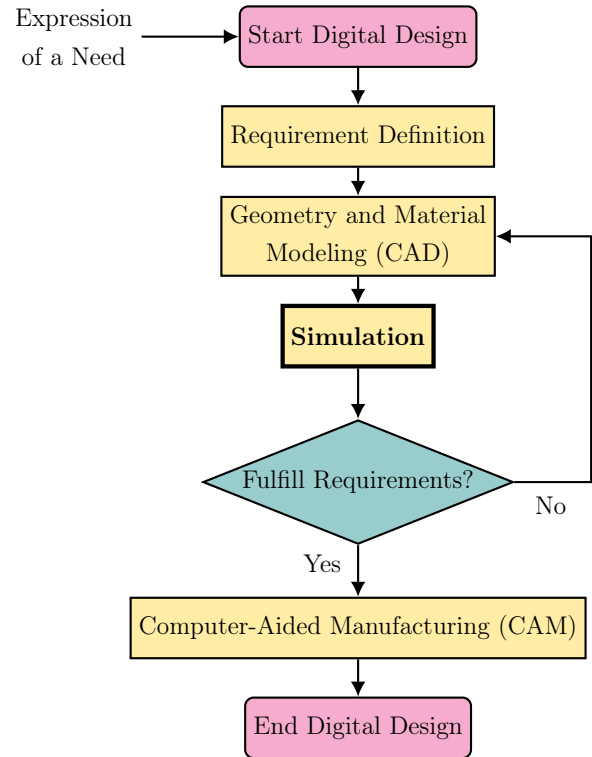 Expression
of a Need
Start Digital Design
Requirement Definition
Geometry and Material
Modeling (CAD)
Simulation
Fulfill Requirements?
No
Yes
Computer-Aided Manufacturing (CAM)
End Digital Design